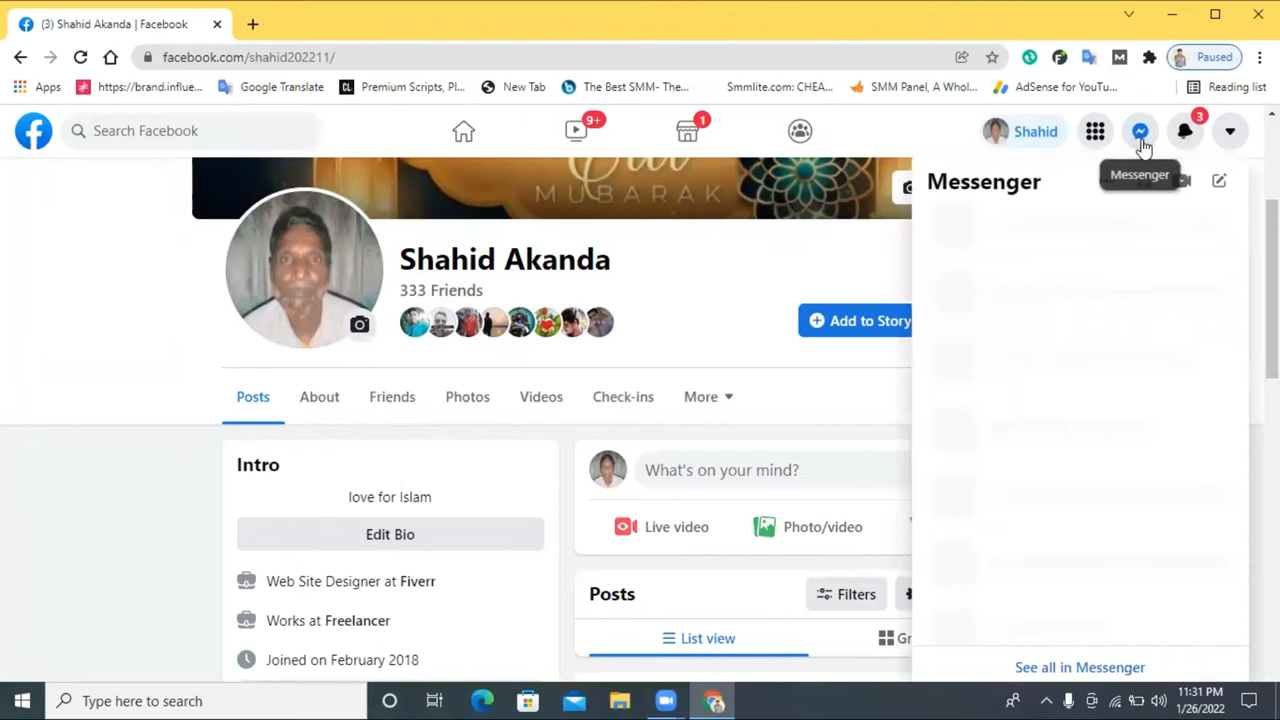 (3) Shahid Akanda | Facebook
facebook.com/shahid202211/
Paused
Apps
https://brand.influe...
Google Translate
Premium Scripts, Pl...
New Tab
The Best SMM- The...
Smmlite.com: CHEA...
SMM Panel, A Whol...
AdSense for YouTu...
Reading list
Search Facebook
9+
1
Shahid
3
MUBARAK
Messenger
Messenger
Shahid Akanda
333 Friends
Add to Story
Posts
About
Friends
Photos
Videos
Check-ins
More
Intro
love for Islam
Edit Bio
Web Site Designer at Fiverr
Works at Freelancer
Joined on February 2018
What's on your mind?
Live video
Photo/video
Posts
Filters
List view
Gr
See all in Messenger
Type here to search
11:31 PM
1/26/2022